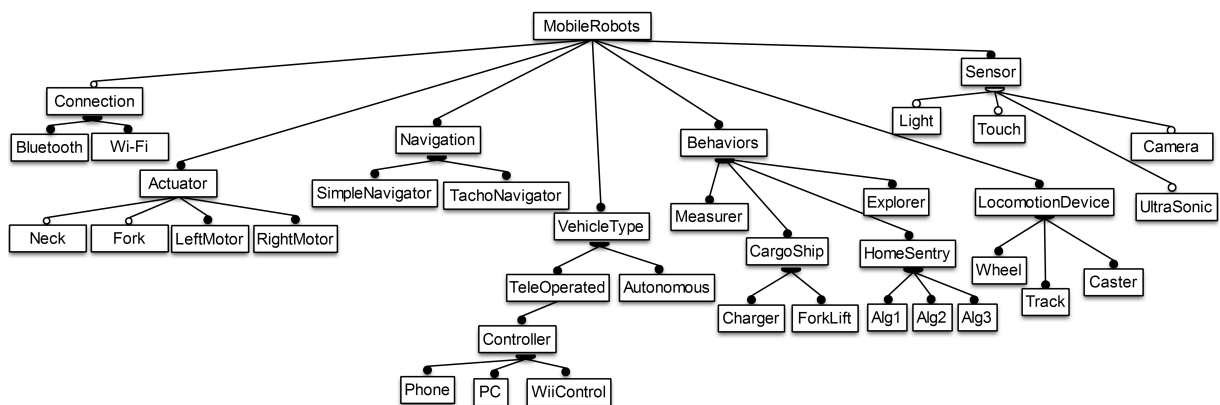 MobileRobots
Sensor
Connection
Light
Touch
Bluetooth
Wi-Fi
Navigation
Behaviors
Camera
Actuator
SimpleNavigator
TachoNavigator
Explorer
LocomotionDevice
UltraSonic
Measurer
VehicleType
Neck
Fork
LeftMotor
RightMotor
CargoShip
HomeSentry
Wheel
Caster
TeleOperated
Autonomous
Track
Charger
ForkLift
Alg1
Alg2
Alg3
Controller
Phone
PC
WiiControl